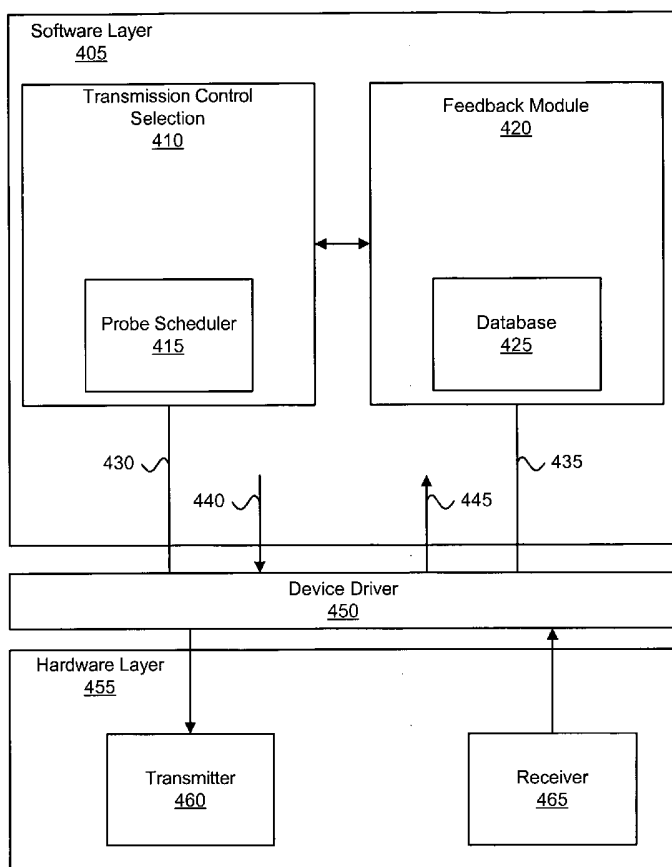 Software Layer
405
Transmission Control
Selection
410
Feedback Module
420
Probe Scheduler
415
Database
425
430
440
445
435
Device Driver
450
Hardware Layer
455
Transmitter
460
Receiver
465